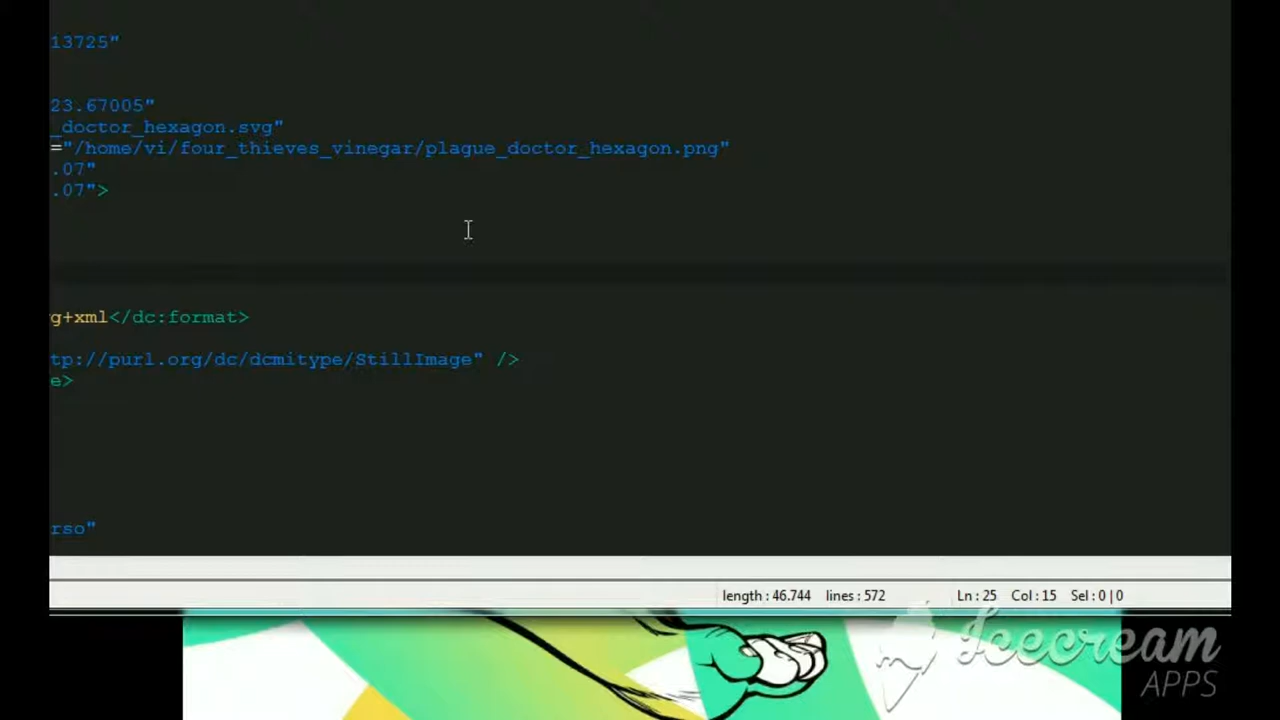 13725"
23.67005"
_doctor_hexagon.svg"
="/home/vi/four_thieves_vinegar/plague_doctor_hexagon.png"
.07"
.07">
g+xml</dc:format>
tp://purl.org/dc/dcmitype/StillImage" />
e>
rso"
length : 46.744 lines : 572 Ln : 25 Col : 15 Sel : 0 | 0
Icecream
APPS